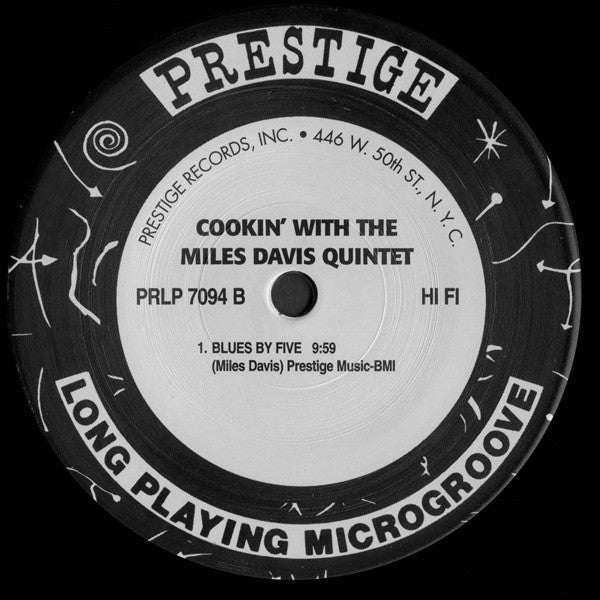 PRESTIGE
PRESTIGE RECORDS, INC. • 446 W. 50th ST., N.Y.C.
COOKIN' WITH THE
MILES DAVIS QUINTET
PRLP 7094 B HI FI
1. BLUES BY FIVE 9:59
(Miles Davis) Prestige Music-BMI
LONG PLAYING MICROGROOVE